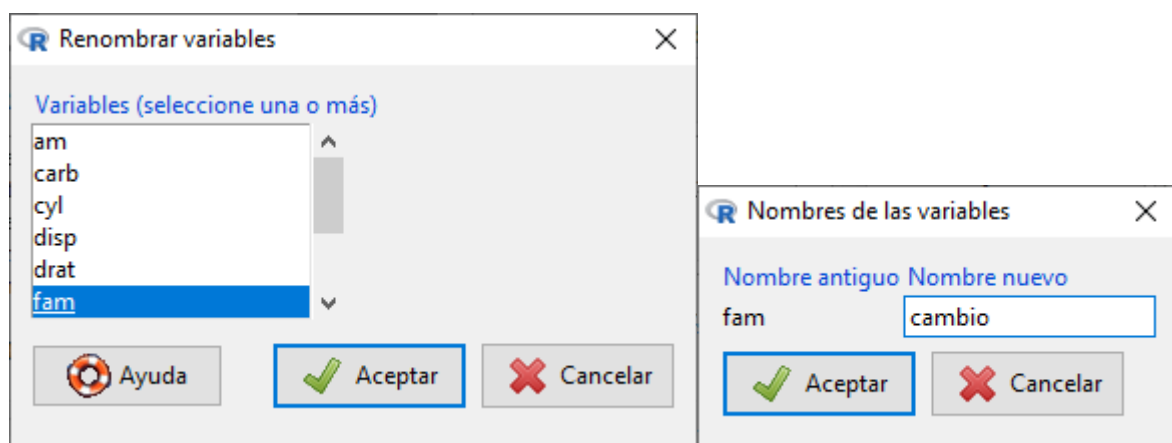 Renombrar variables
Variables (seleccione una o más)
am
carb
cyl
disp
drat
fam
Ayuda
Aceptar
Cancelar
Nombres de las variables
Nombre antiguo Nombre nuevo
fam cambio
Aceptar
Cancelar